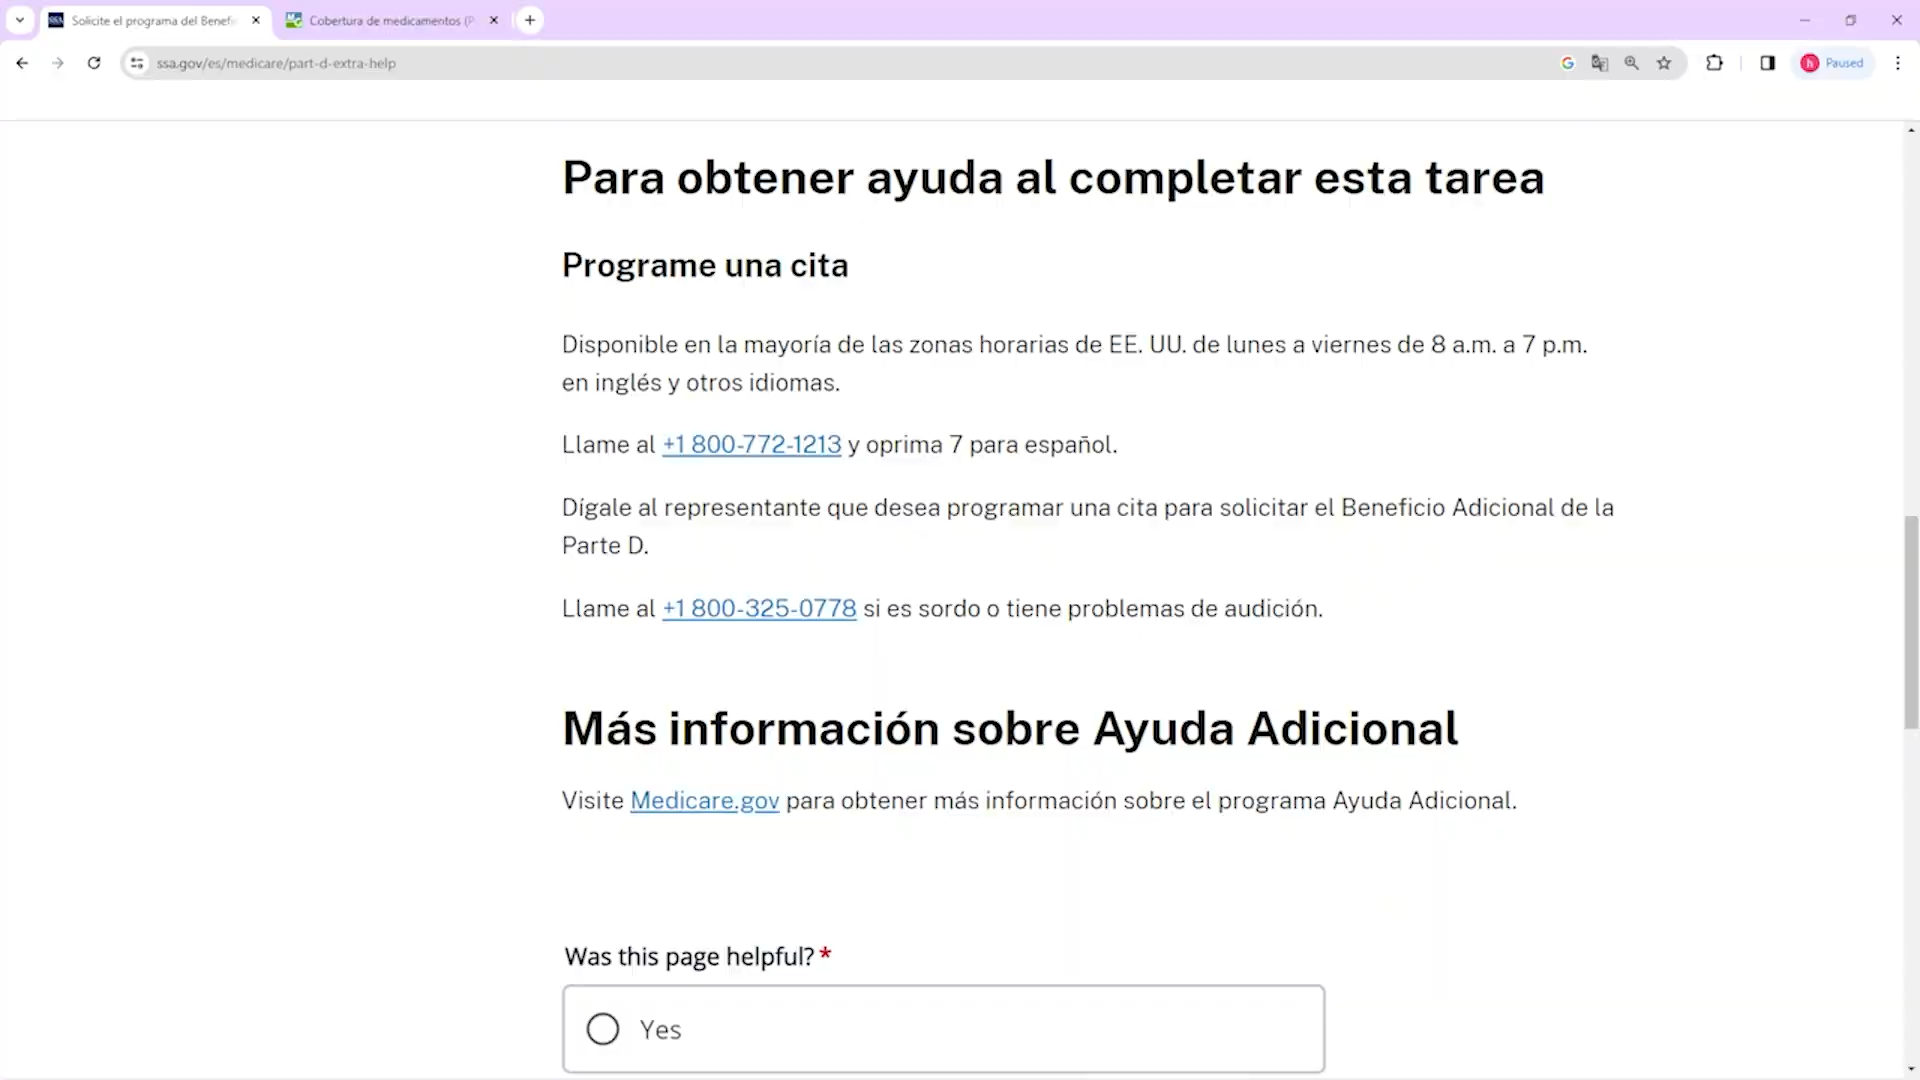 Solicite el programa del Benefi
Cobertura de medicamentos (P
ssa.gov/es/medicare/part-d-extra-help
h Paused
Para obtener ayuda al completar esta tarea
Programe una cita
Disponible en la mayoría de las zonas horarias de EE. UU. de lunes a viernes de 8 a.m. a 7 p.m.
en inglés y otros idiomas.
Llame al +1 800-772-1213 y oprima 7 para español.
Dígale al representante que desea programar una cita para solicitar el Beneficio Adicional de la
Parte D.
Llame al +1 800-325-0778 si es sordo o tiene problemas de audición.
Más información sobre Ayuda Adicional
Visite Medicare.gov para obtener más información sobre el programa Ayuda Adicional.
Was this page helpful? *
Yes